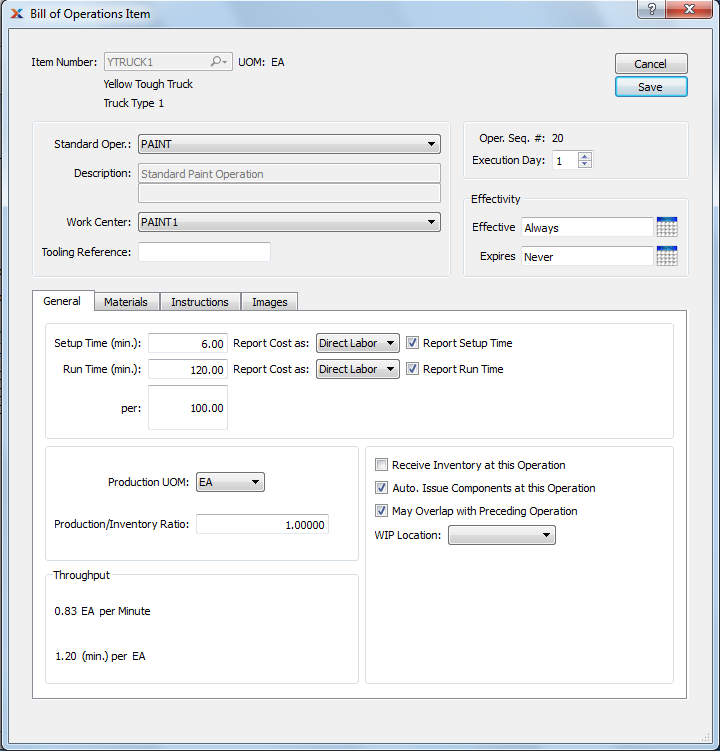 Bill of Operations Item
?
Item Number: YTRUCK1 UOM: EA
Yellow Tough Truck
Truck Type 1
Cancel
Save
Standard Oper.: PAINT
Description: Standard Paint Operation
Work Center: PAINT1
Tooling Reference:
Oper. Seq. #: 20
Execution Day: 1
Effectivity
Effective Always
Expires Never
General Materials Instructions Images
Setup Time (min.): 6.00 Report Cost as: Direct Labor Report Setup Time
Run Time (min.): 120.00 Report Cost as: Direct Labor Report Run Time
per: 100.00
Production UOM: EA
Production/Inventory Ratio: 1.00000
Receive Inventory at this Operation
Auto. Issue Components at this Operation
May Overlap with Preceding Operation
WIP Location:
Throughput
0.83 EA per Minute
1.20 (min.) per EA